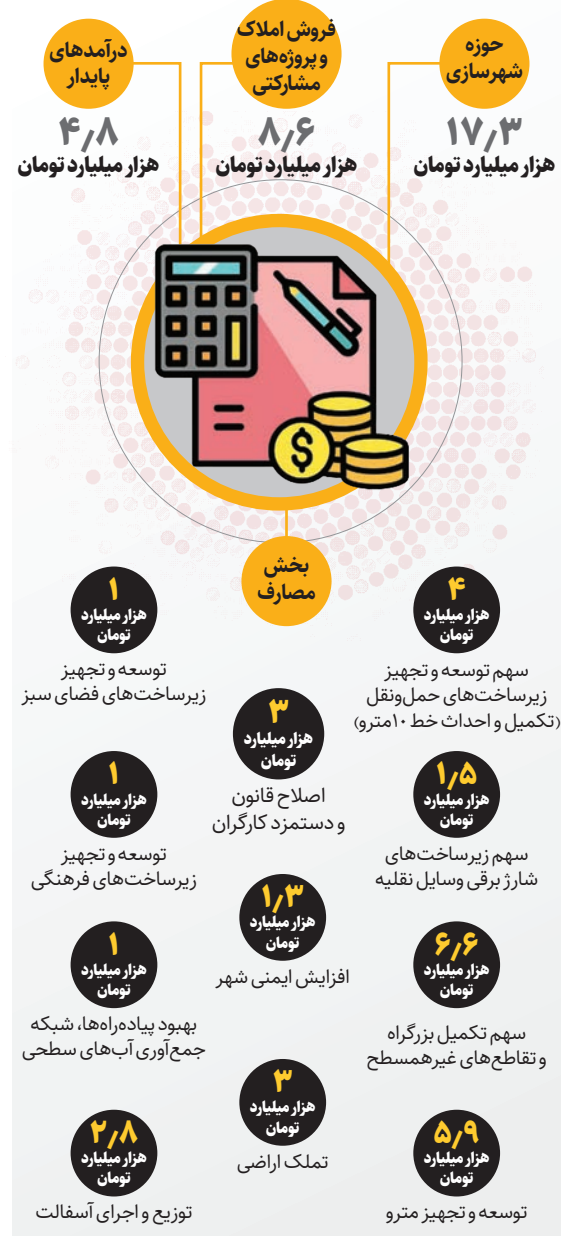 حوزه
شهرسازی
۱۷٫۳
هزار میلیارد تومان
فروش املاک
و پروژه‌های
مشارکتی
۸٫۶
هزار میلیارد تومان
درآمدهای
پایدار
۴٫۸
هزار میلیارد تومان
$
بخش
مصارف
۴
هزار میلیارد
تومان
سهم توسعه و تجهیز
زیرساخت‌های حمل‌ونقل
(تکمیل و احداث خط ۱۰مترو)
۱
هزار میلیارد
تومان
توسعه و تجهیز
زیرساخت‌های فضای سبز
۳
هزار میلیارد
تومان
اصلاح قانون
و دستمزد کارگران
۱٫۵
هزار میلیارد
تومان
سهم زیرساخت‌های
شارژ برقی وسایل نقلیه
۱
هزار میلیارد
تومان
توسعه و تجهیز
زیرساخت‌های فرهنگی
۱٫۳
هزار میلیارد
تومان
افزایش ایمنی شهر
۶٫۶
هزار میلیارد
تومان
سهم تکمیل بزرگراه
و تقاطع‌های غیرهمسطح
۱
هزار میلیارد
تومان
بهبود پیاده‌راه‌ها، شبکه
جمع‌آوری آب‌های سطحی
۳
هزار میلیارد
تومان
تملک اراضی
۵٫۹
هزار میلیارد
تومان
توسعه و تجهیز مترو
۲٫۸
هزار میلیارد
تومان
توزیع و اجرای آسفالت